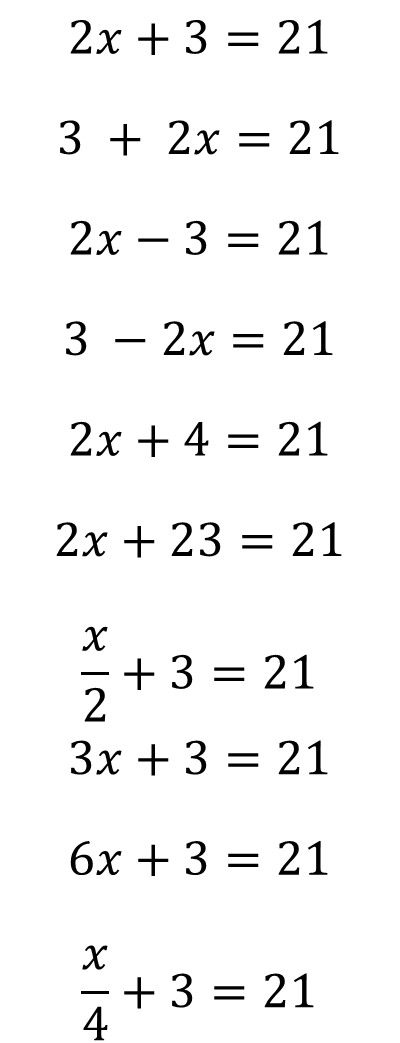 2x + 3 = 21
3 + 2x = 21
2x − 3 = 21
3 − 2x = 21
2x + 4 = 21
2x + 23 = 21
x/2 + 3 = 21
3x + 3 = 21
6x + 3 = 21
x/4 + 3 = 21